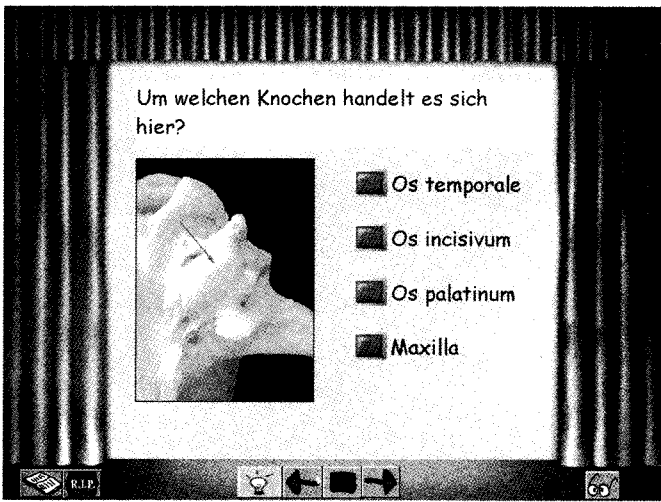 Um welchen Knochen handelt es sich
hier?
Os temporale
Os incisivum
Os palatinum
Maxilla
R.I.P.